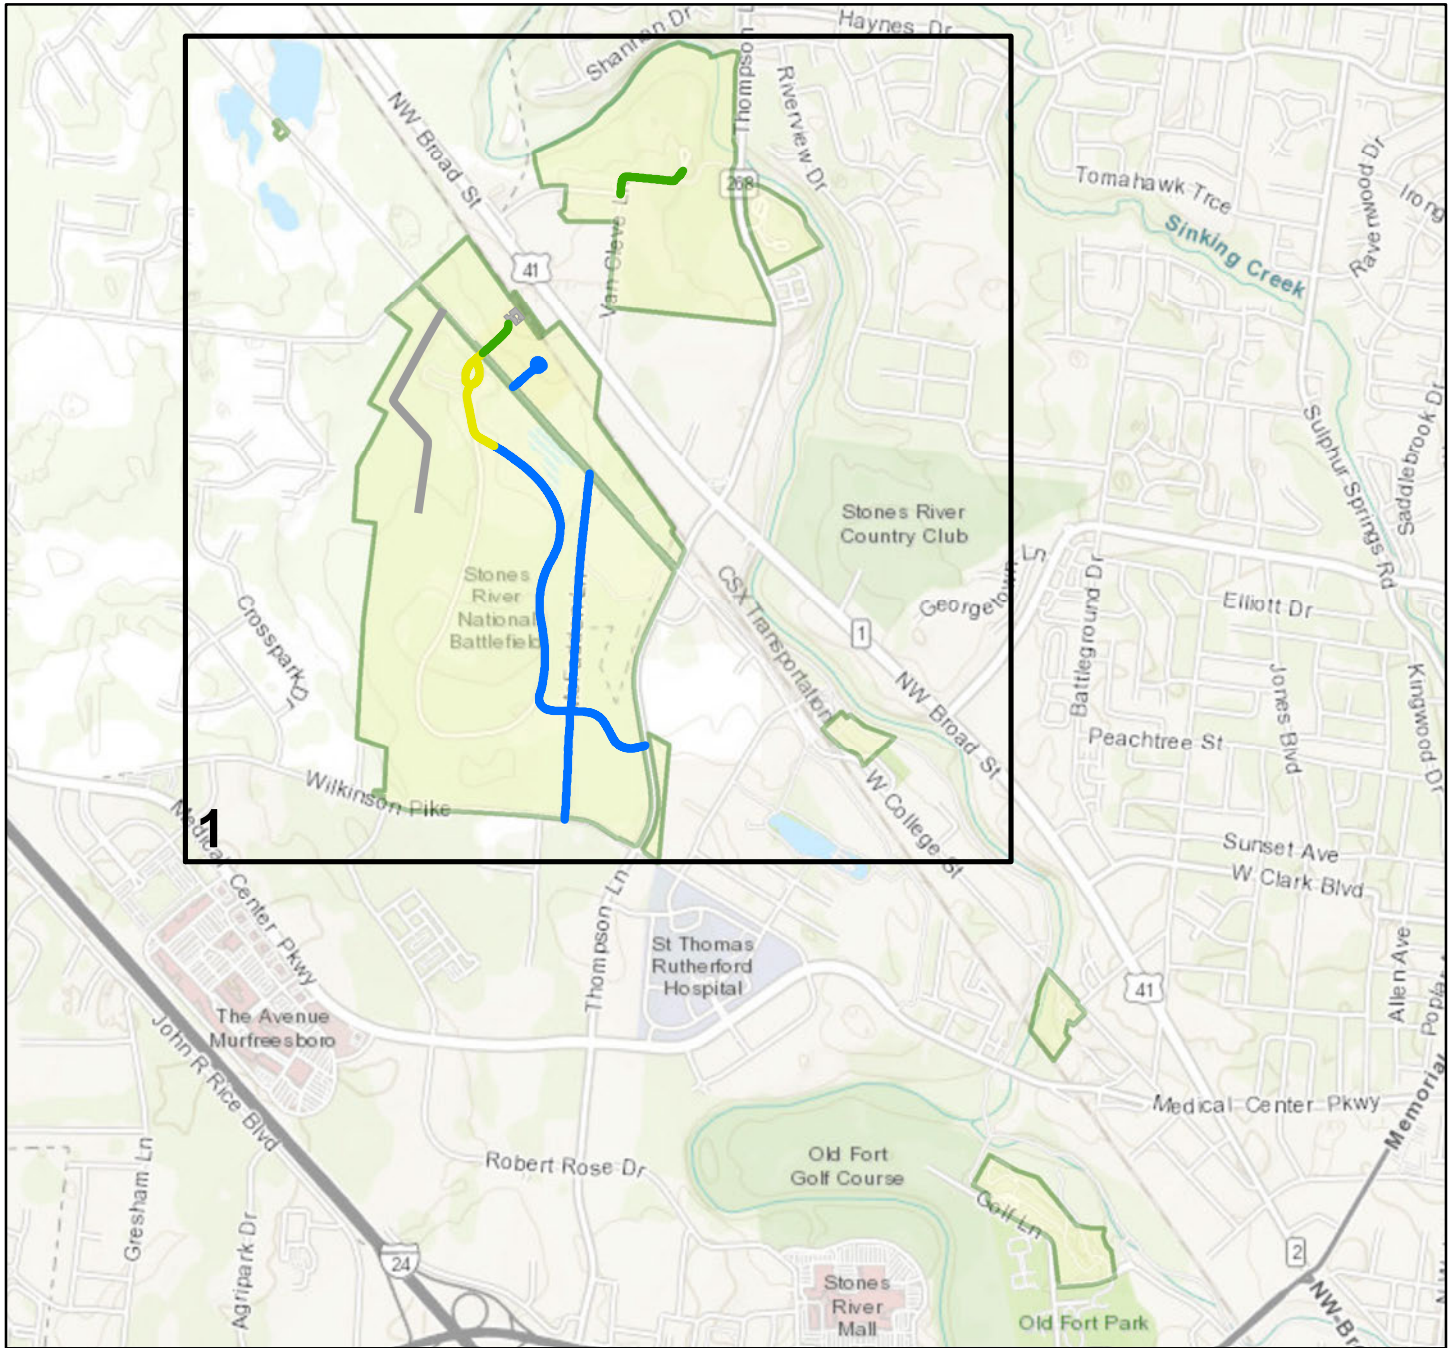 Shannon Dr
Haynes Dr
Thompson L
Riverview Dr
NW Broad St
268
Tomahawk Trce
Ravenwood Dr
Irong
Sinking Creek
41
Van Cleve L
Sulphur Springs Rd
Saddlebrook Dr
Stones River
Country Club
Georgetown Ln
CSX Transportation
Stones
River
National
Battlefield
Elliott Dr
Battleground Dr
1
Crosspark Dr
NW Broad St
Jones Blvd
Kingwood Dr
Peachtree St
Wilkinson Pike
W College St
1
Medical Center Pkwy
Sunset Ave
W Clark Blvd
Thompson Ln
St Thomas
Rutherford
Hospital
Allen Ave
Popla
41
The Avenue
Murfreesboro
John R Rice Blvd
Medical Center Pkwy
Memorial
Gresham Ln
Robert Rose Dr
Old Fort
Golf Course
Golf Ln
Agripark Dr
24
2
Stones
River
Mall
Old Fort Park
NW-Br